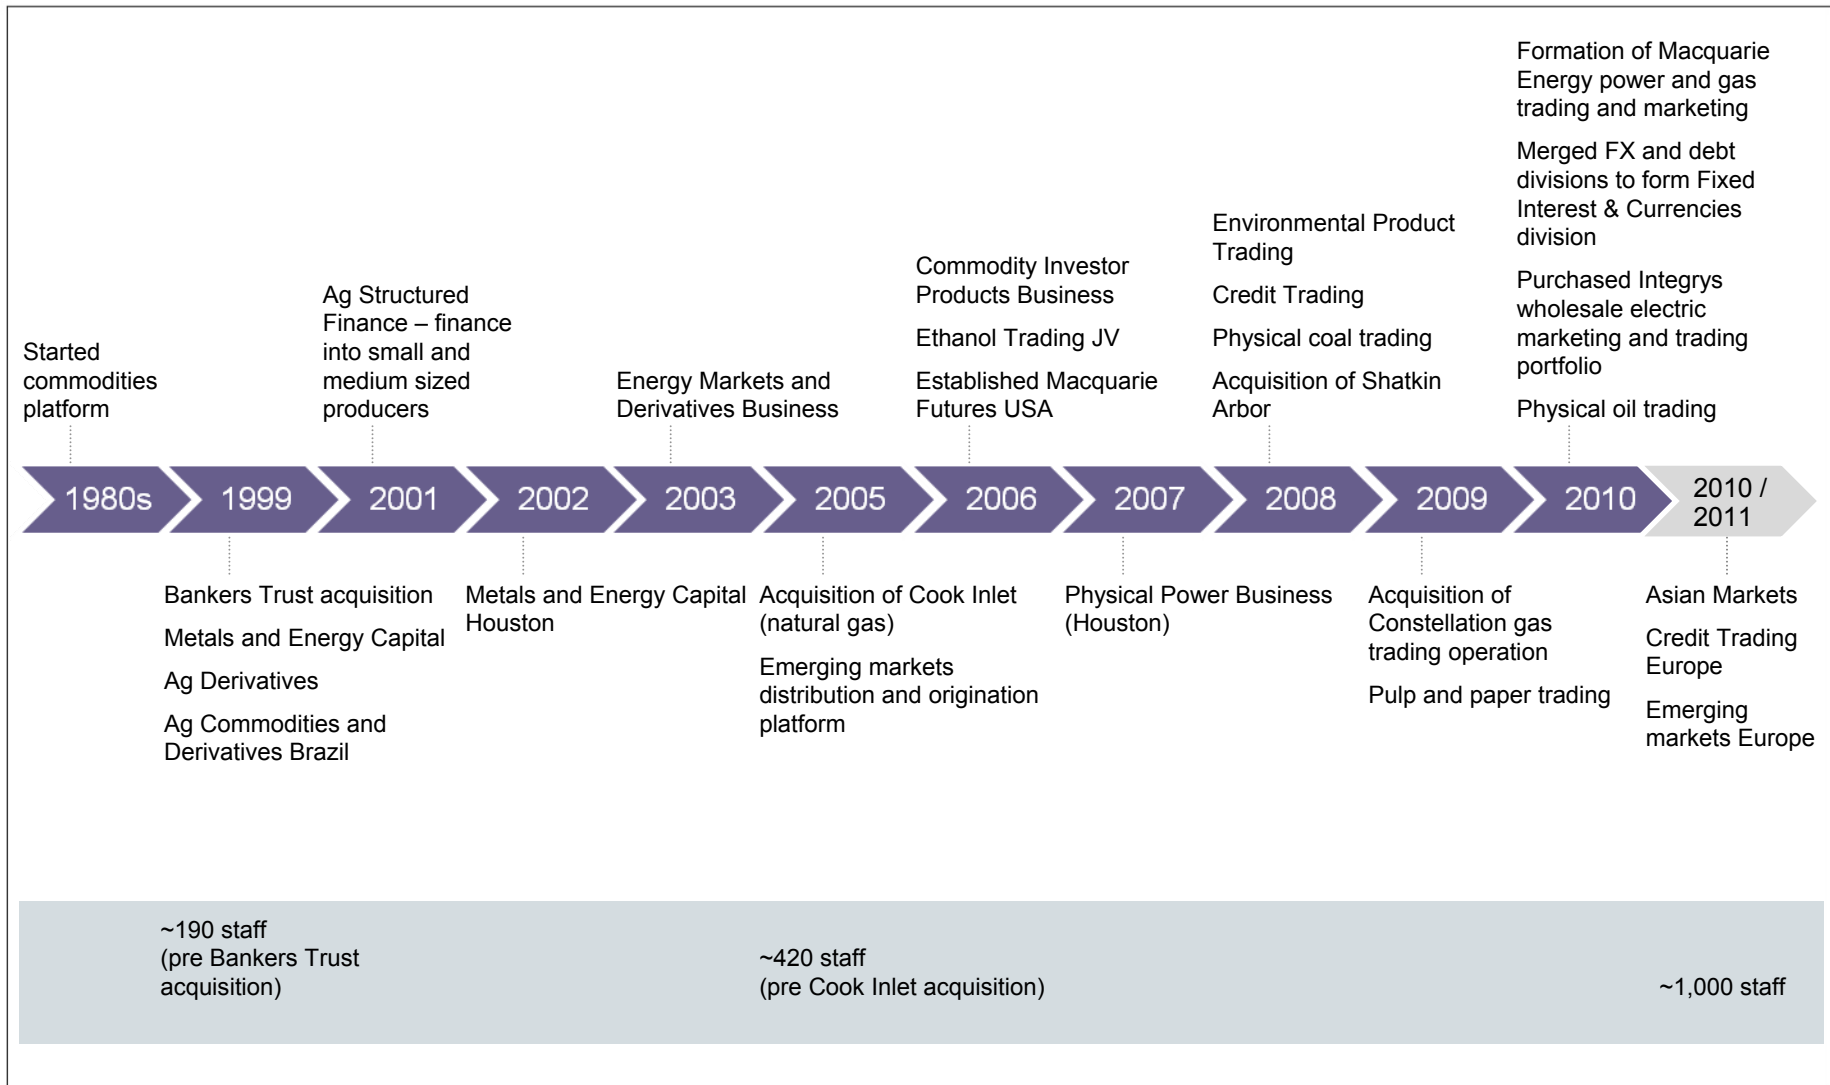 Formation of Macquarie
Energy power and gas
trading and marketing
Merged FX and debt
divisions to form Fixed
Interest & Currencies
division
Purchased Integrys
wholesale electric
marketing and trading
portfolio
Physical oil trading
Environmental Product
Trading
Credit Trading
Physical coal trading
Acquisition of Shatkin
Arbor
Commodity Investor
Products Business
Ethanol Trading JV
Established Macquarie
Futures USA
Energy Markets and
Derivatives Business
Ag Structured
Finance – finance
into small and
medium sized
producers
Started
commodities
platform
1980s
1999
2001
2002
2003
2005
2006
2007
2008
2009
2010
2010 /
2011
Bankers Trust acquisition
Metals and Energy Capital
Ag Derivatives
Ag Commodities and
Derivatives Brazil
Metals and Energy Capital
Houston
Acquisition of Cook Inlet
(natural gas)
Emerging markets
distribution and origination
platform
Physical Power Business
(Houston)
Acquisition of
Constellation gas
trading operation
Pulp and paper trading
Asian Markets
Credit Trading
Europe
Emerging
markets Europe
~190 staff
(pre Bankers Trust
acquisition)
~420 staff
(pre Cook Inlet acquisition)
~1,000 staff